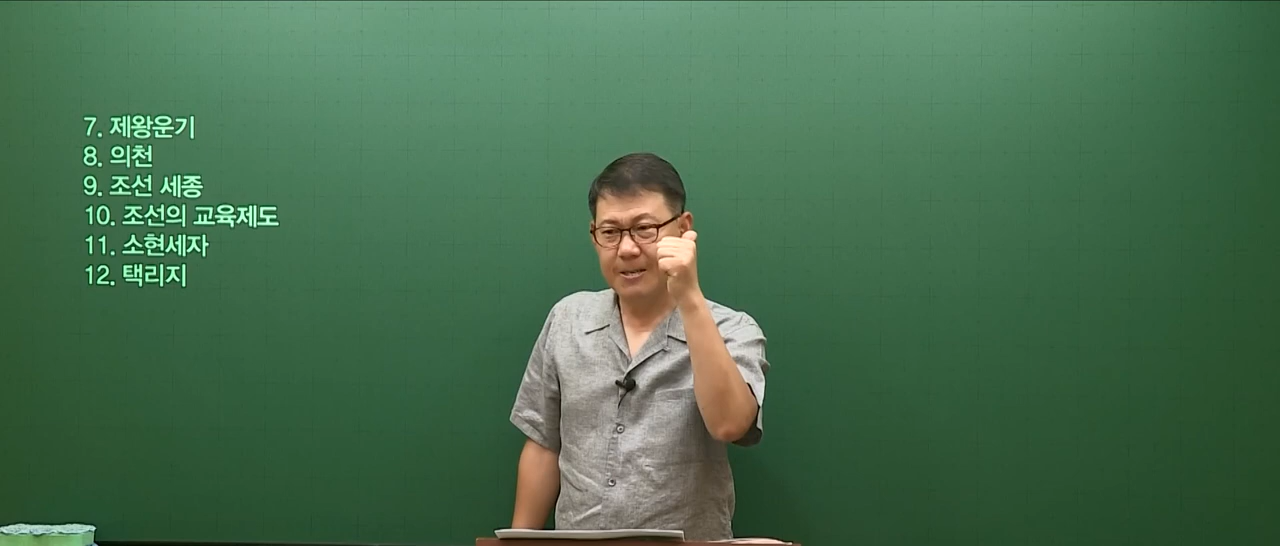 7. 제왕운기
8. 의천
9. 조선 세종
10. 조선의 교육제도
11. 소현세자
12. 택리지